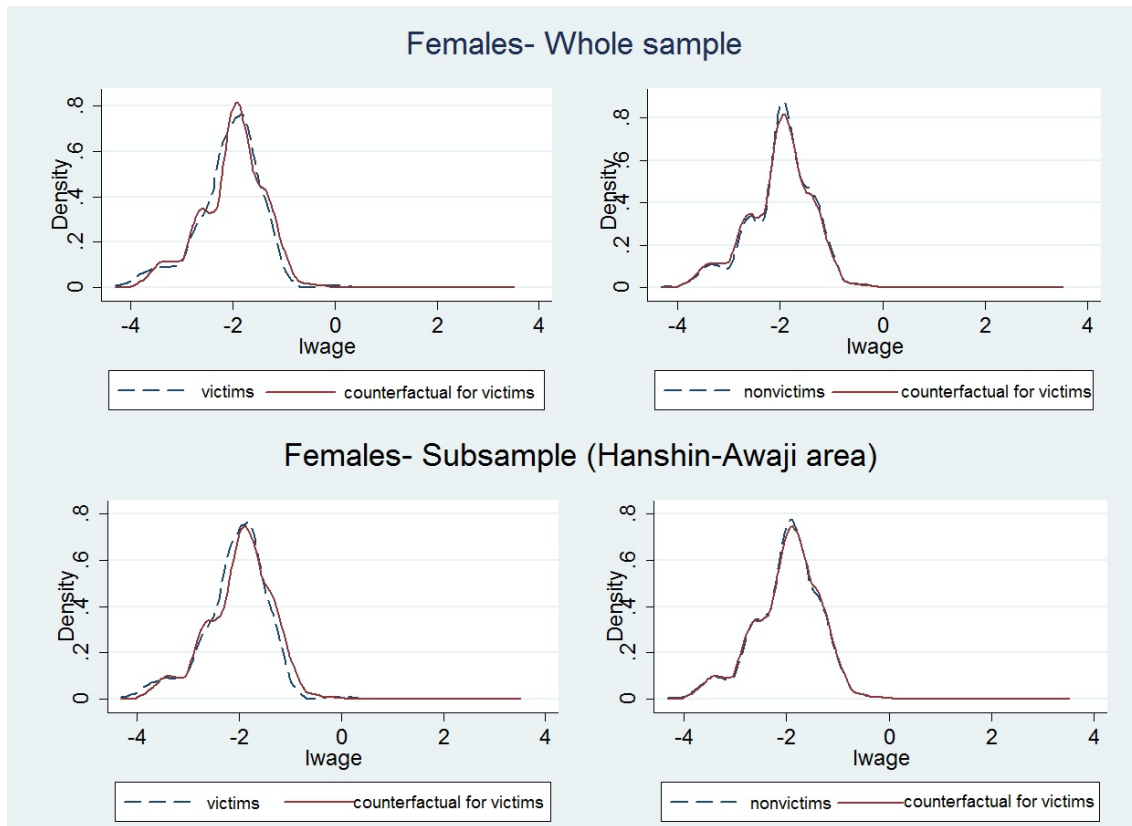 Females- Whole sample
Density
0 .2 .4 .6 .8
-4 -2 0 2 4
lwage
victims counterfactual for victims
Density
0 .2 .4 .6 .8
-4 -2 0 2 4
lwage
nonvictims counterfactual for victims
Females- Subsample (Hanshin-Awaji area)
Density
0 .2 .4 .6 .8
-4 -2 0 2 4
lwage
victims counterfactual for victims
Density
0 .2 .4 .6 .8
-4 -2 0 2 4
lwage
nonvictims counterfactual for victims